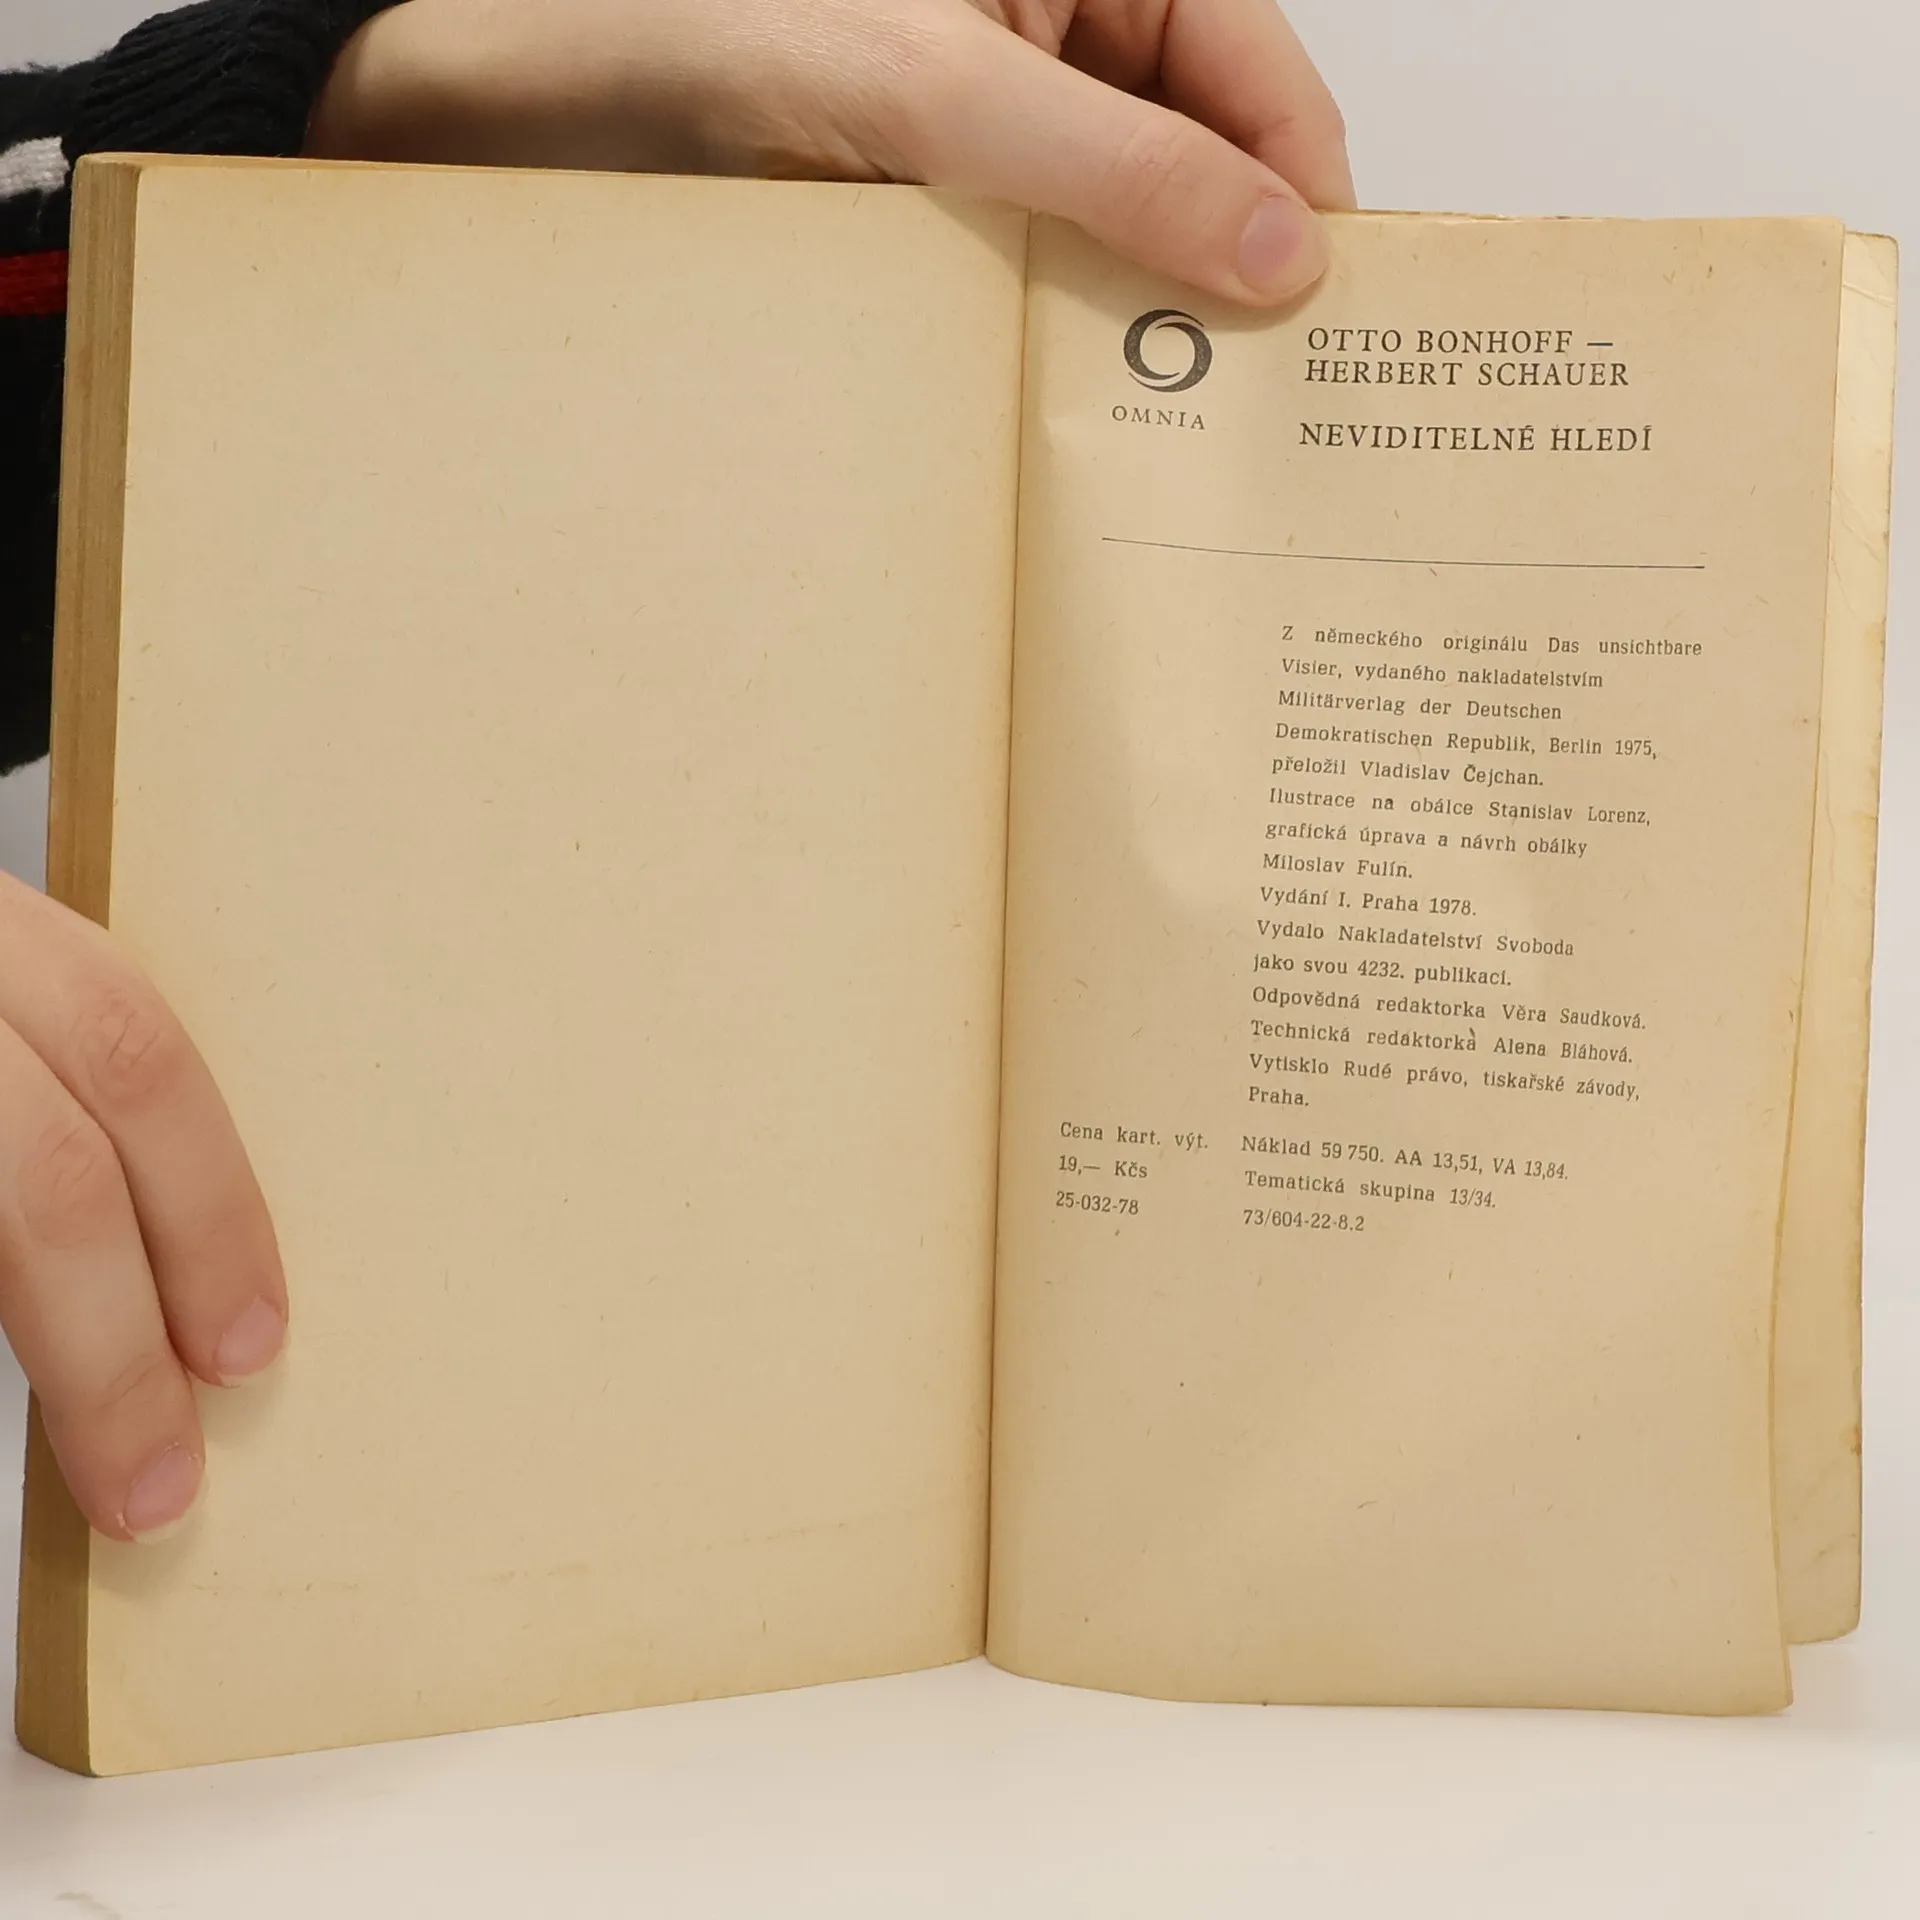 OMNIA
OTTO BONHOFF —
HERBERT SCHAUER
NEVIDITELNÉ HLEDÍ
Z německého originálu Das unsichtbare
Visier, vydaného nakladatelstvím
Militärverlag der Deutschen
Demokratischen Republik, Berlin 1975,
přeložil Vladislav Čejchan.
Ilustrace na obálce Stanislav Lorenz,
grafická úprava a návrh obálky
Miloslav Fulín.
Vydání I. Praha 1978.
Vydalo Nakladatelství Svoboda
jako svou 4232. publikaci.
Odpovědná redaktorka Věra Saudková.
Technická redaktorka Alena Bláhová.
Vytisklo Rudé právo, tiskařské závody,
Praha.
Cena kart. výt. Náklad 59 750. AA 13,51, VA 13,84.
19,— Kčs Tematická skupina 13/34.
25-032-78 73/604-22-8.2